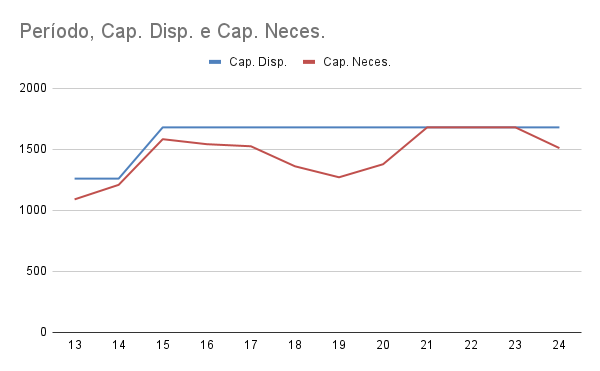 Período, Cap. Disp. e Cap. Neces.
Cap. Disp. Cap. Neces.
2000
1500
1000
500
0
13 14 15 16 17 18 19 20 21 22 23 24